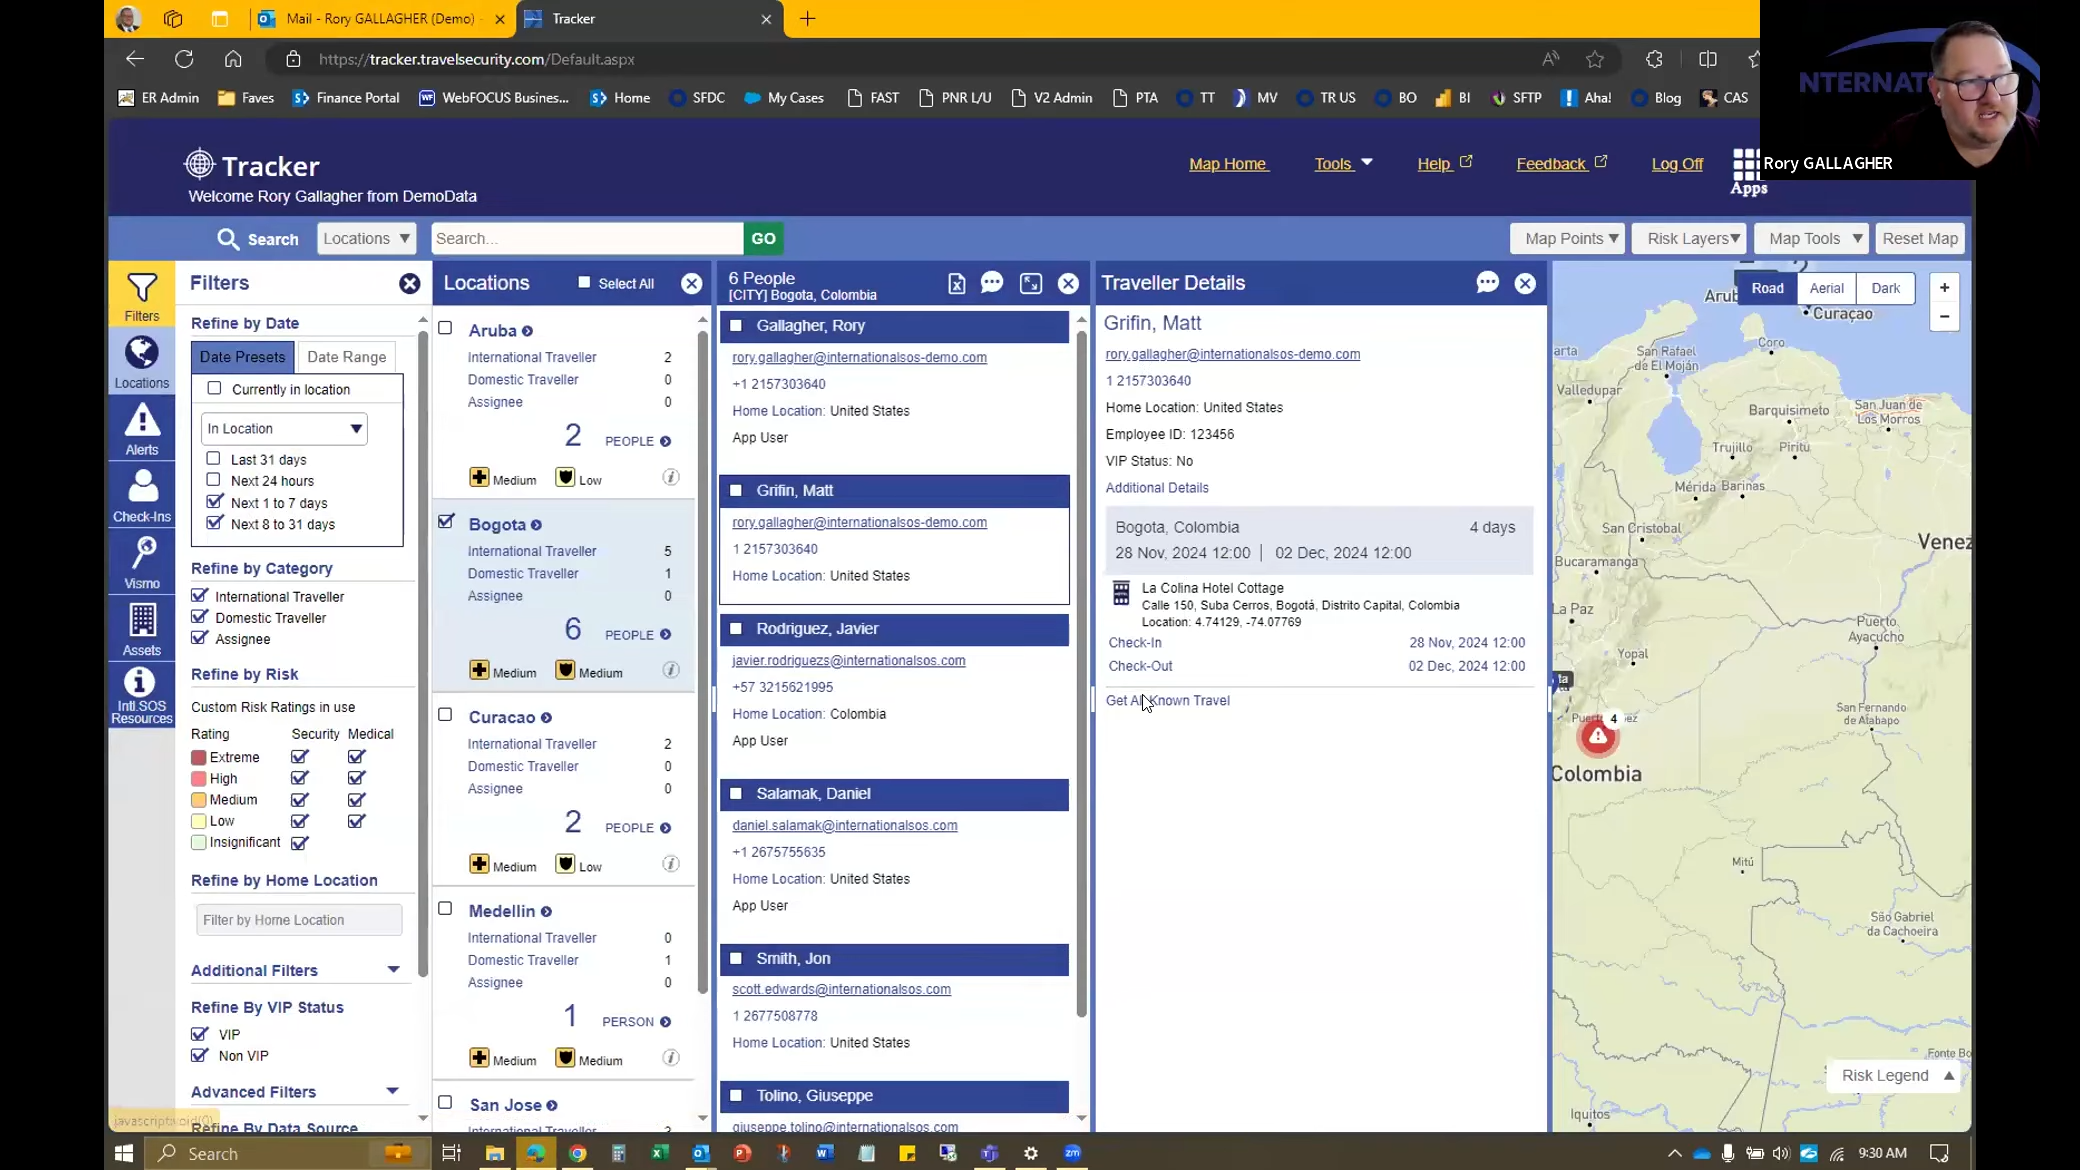 Mail - Rory GALLAGHER (Demo) -
Tracker
https://tracker.travelsecurity.com/Default.aspx
ER Admin
Faves
Finance Portal
WebFOCUS Busines...
Home
SFDC
My Cases
FAST
PNR L/U
V2 Admin
PTA
TT
MV
TR US
BO
BI
SFTP
Aha!
Blog
CAS
Rory GALLAGHER
Tracker
Welcome Rory Gallagher from DemoData
Map Home
Tools
Help
Feedback
Log Off
Apps
Search
Locations
Search...
GO
Map Points
Risk Layers
Map Tools
Reset Map
Filters
Locations
Alerts
Check-Ins
Vismo
Assets
Intl.SOS
Resources
Filters
Refine by Date
Date Presets
Date Range
Currently in location
In Location
Last 31 days
Next 24 hours
Next 1 to 7 days
Next 8 to 31 days
Refine by Category
International Traveller
Domestic Traveller
Assignee
Refine by Risk
Custom Risk Ratings in use
Rating Security Medical
Extreme
High
Medium
Low
Insignificant
Refine by Home Location
Filter by Home Location
Additional Filters
Refine By VIP Status
VIP
Non VIP
Advanced Filters
Refine By Data Source
javascript:void(0)
Locations
Select All
Aruba
International Traveller 2
Domestic Traveller 0
Assignee 0
2 PEOPLE
Medium Low
Bogota
International Traveller 5
Domestic Traveller 1
Assignee 0
6 PEOPLE
Medium Medium
Curacao
International Traveller 2
Domestic Traveller 0
Assignee 0
2 PEOPLE
Medium Low
Medellin
International Traveller 0
Domestic Traveller 1
Assignee 0
1 PERSON
Medium Medium
San Jose
6 People
[CITY] Bogota, Colombia
Gallagher, Rory
rory.gallagher@internationalsos-demo.com
+1 2157303640
Home Location: United States
App User
Grifin, Matt
rory.gallagher@internationalsos-demo.com
1 2157303640
Home Location: United States
Rodriguez, Javier
javier.rodriguezs@internationalsos.com
+57 3215621995
Home Location: Colombia
App User
Salamak, Daniel
daniel.salamak@internationalsos.com
+1 2675755635
Home Location: United States
App User
Smith, Jon
scott.edwards@internationalsos.com
1 2677508778
Home Location: United States
Tolino, Giuseppe
giuseppe.tolino@internationalsos.com
Traveller Details
Grifin, Matt
rory.gallagher@internationalsos-demo.com
1 2157303640
Home Location: United States
Employee ID: 123456
VIP Status: No
Additional Details
Bogota, Colombia 4 days
28 Nov, 2024 12:00 | 02 Dec, 2024 12:00
La Colina Hotel Cottage
Calle 150, Suba Cerros, Bogotá, Distrito Capital, Colombia
Location: 4.74129, -74.07769
Check-In 28 Nov, 2024 12:00
Check-Out 02 Dec, 2024 12:00
Get All Known Travel
Road
Aerial
Dark
+
−
Curaçao
San Rafael
de El Moján
Coro
Valledupar
Barquisimeto
San Juan de
Los Morros
Trujillo
Piritu
Mérida
Barinas
San Cristobal
Venez
Bucaramanga
La Paz
Puerto
Ayacucho
Yopal
4
San Fernando
de Atabapo
Colombia
Mitú
São Gabriel
da Cachoeira
Fonte Bo
Iquitos
Risk Legend
Search
9:30 AM